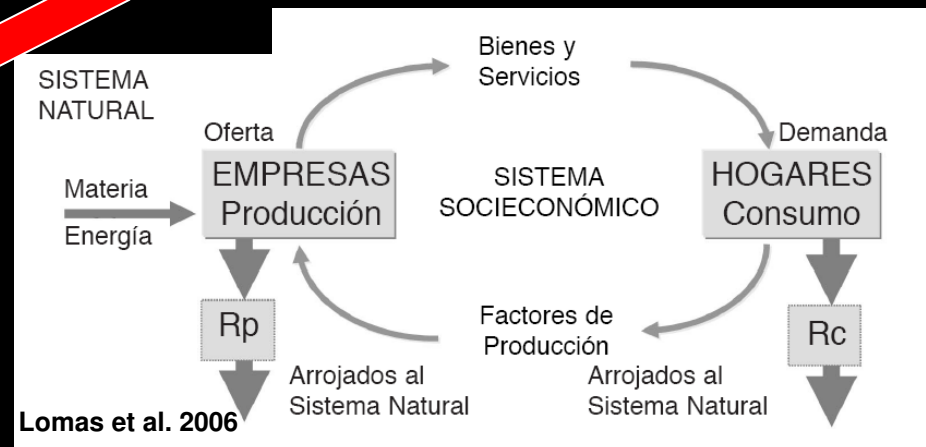 Bienes y
Servicios
SISTEMA
NATURAL
Oferta
Demanda
EMPRESAS
Producción
SISTEMA
SOCIECONÓMICO
HOGARES
Consumo
Materia
Energía
Rp
Factores de
Producción
Rc
Arrojados al
Sistema Natural
Arrojados al
Sistema Natural
Lomas et al. 2006